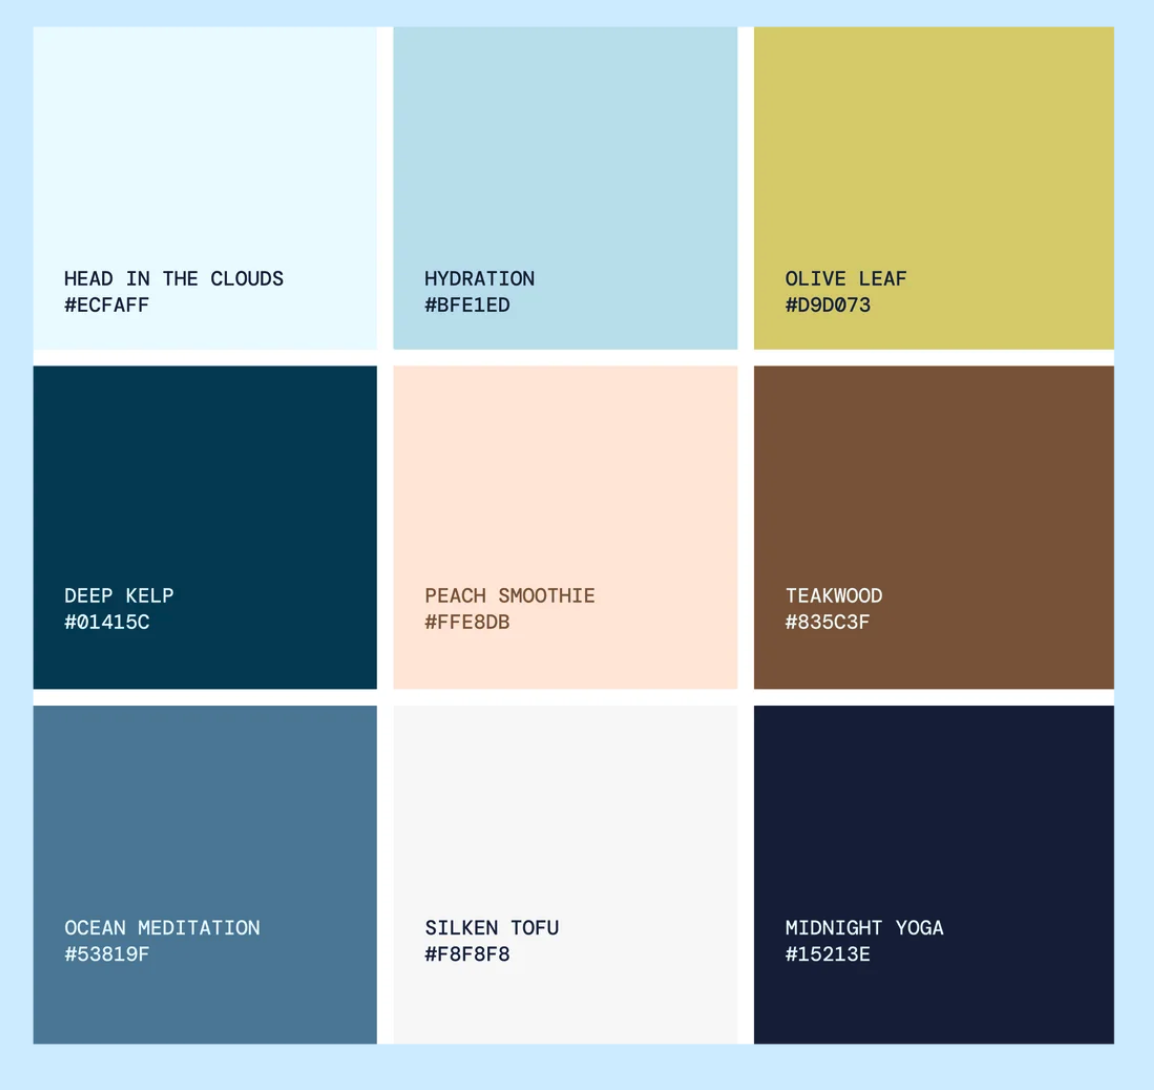 HEAD IN THE CLOUDS
#ECFAFF
HYDRATION
#BFE1ED
OLIVE LEAF
#D9D073
DEEP KELP
#01415C
PEACH SMOOTHIE
#FFE8DB
TEAKWOOD
#835C3F
OCEAN MEDITATION
#53819F
SILKEN TOFU
#F8F8F8
MIDNIGHT YOGA
#15213E